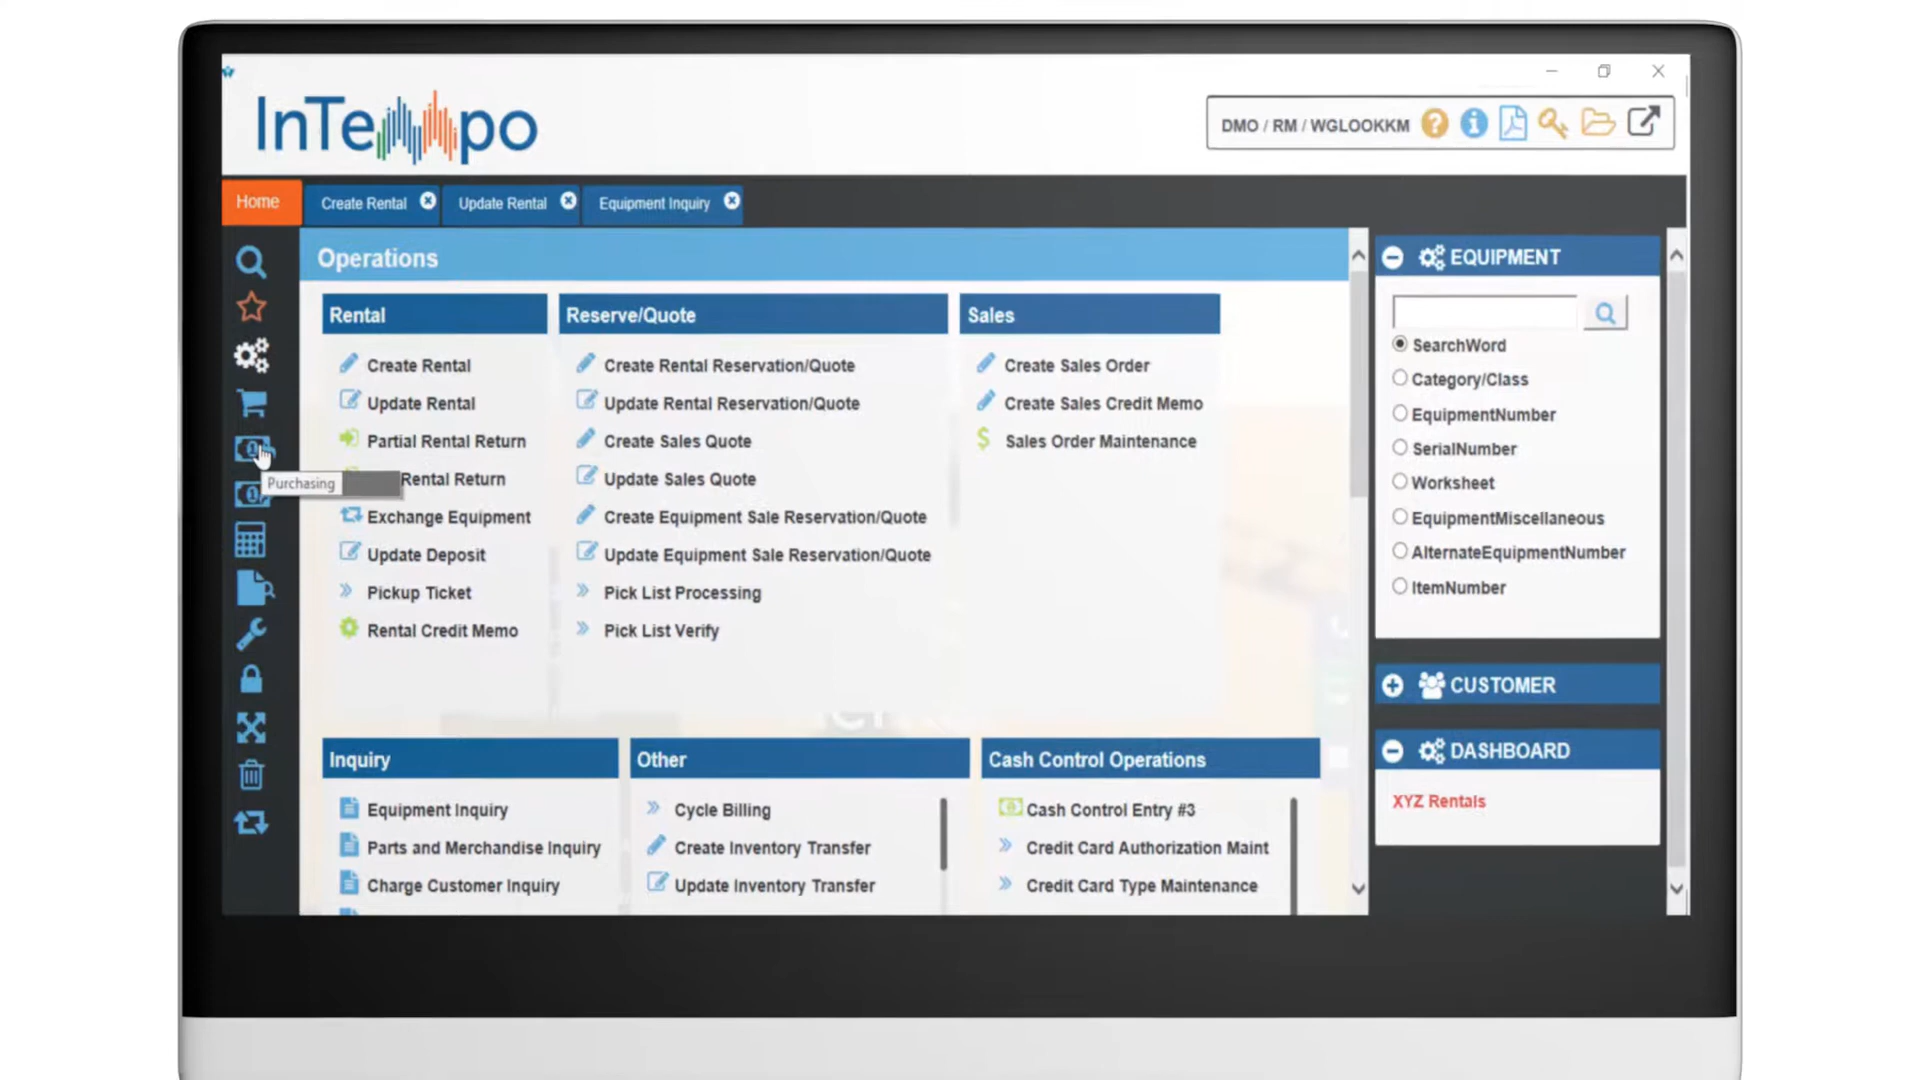 InTempo
DMO / RM / WGLOOKKM
Home
Create Rental
Update Rental
Equipment Inquiry
Operations
Rental
Create Rental
Update Rental
Partial Rental Return
Rental Return
Exchange Equipment
Update Deposit
Pickup Ticket
Rental Credit Memo
Purchasing
Reserve/Quote
Create Rental Reservation/Quote
Update Rental Reservation/Quote
Create Sales Quote
Update Sales Quote
Create Equipment Sale Reservation/Quote
Update Equipment Sale Reservation/Quote
Pick List Processing
Pick List Verify
Sales
Create Sales Order
Create Sales Credit Memo
Sales Order Maintenance
Inquiry
Equipment Inquiry
Parts and Merchandise Inquiry
Charge Customer Inquiry
Other
Cycle Billing
Create Inventory Transfer
Update Inventory Transfer
Cash Control Operations
Cash Control Entry #3
Credit Card Authorization Maint
Credit Card Type Maintenance
EQUIPMENT
SearchWord
Category/Class
EquipmentNumber
SerialNumber
Worksheet
EquipmentMiscellaneous
AlternateEquipmentNumber
ItemNumber
CUSTOMER
DASHBOARD
XYZ Rentals